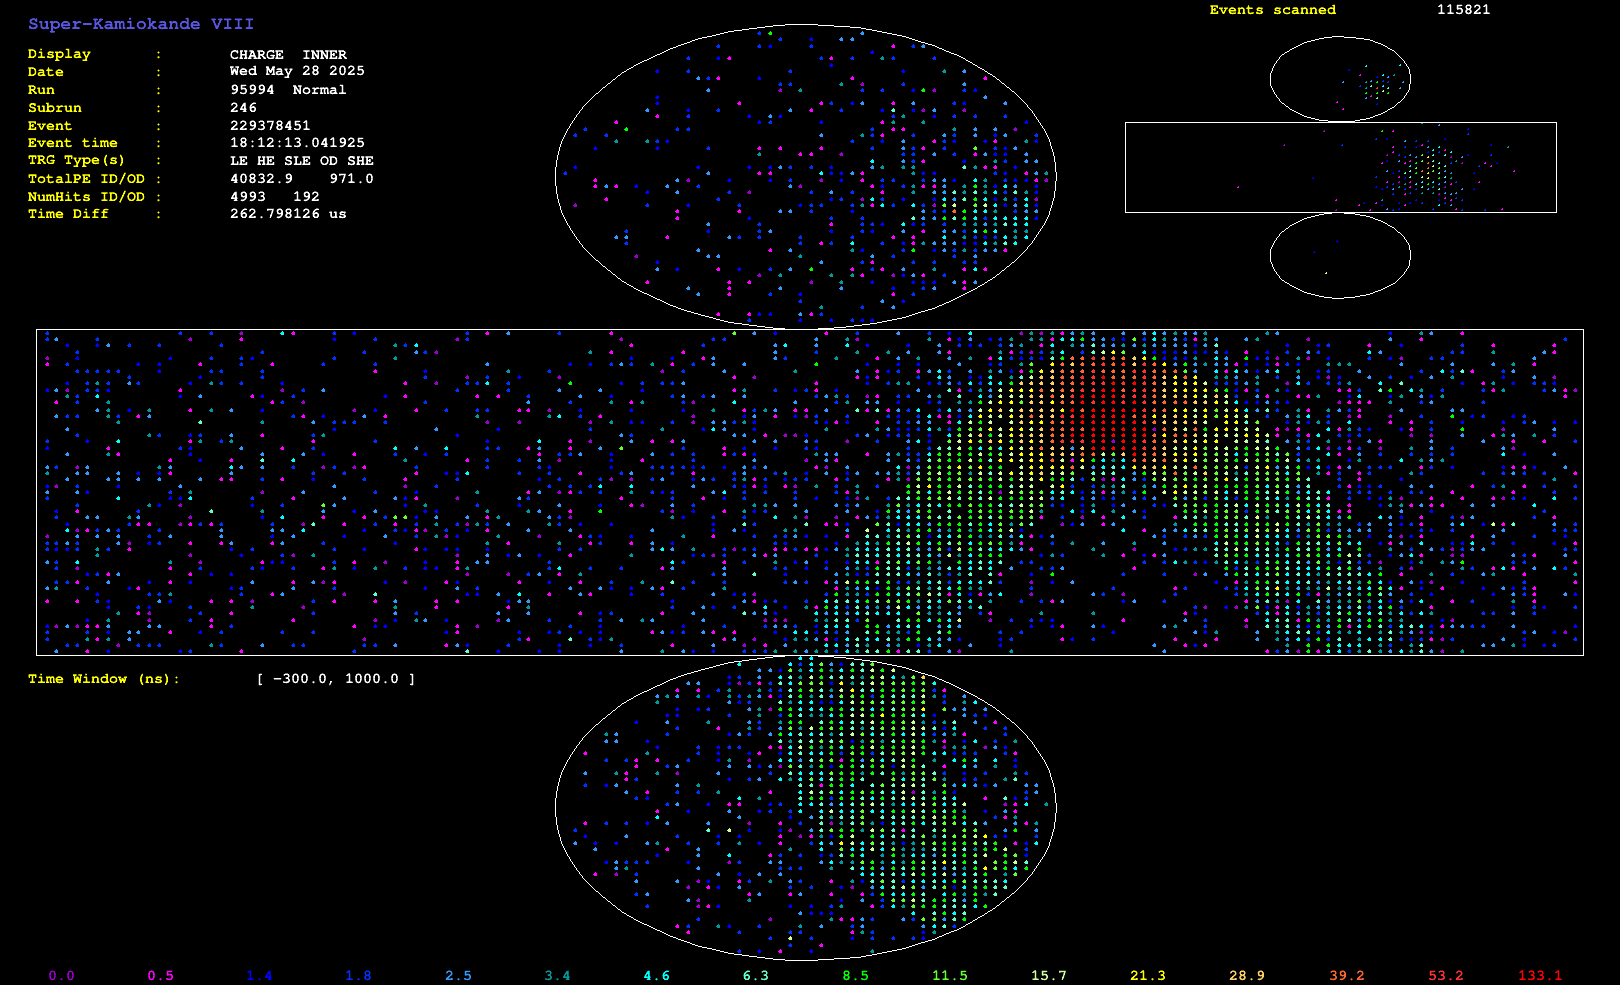 Super-Kamiokande VIII
Events scanned 115821
Display : CHARGE INNER
Date : Wed May 28 2025
Run : 95994 Normal
Subrun : 246
Event : 229378451
Event time : 18:12:13.041925
TRG Type(s) : LE HE SLE OD SHE
TotalPE ID/OD : 40832.9 971.0
NumHits ID/OD : 4993 192
Time Diff : 262.798126 us
Time Window (ns): [ -300.0, 1000.0 ]
0.0 0.5 1.4 1.8 2.5 3.4 4.6 6.3 8.5 11.5 15.7 21.3 28.9 39.2 53.2 133.1